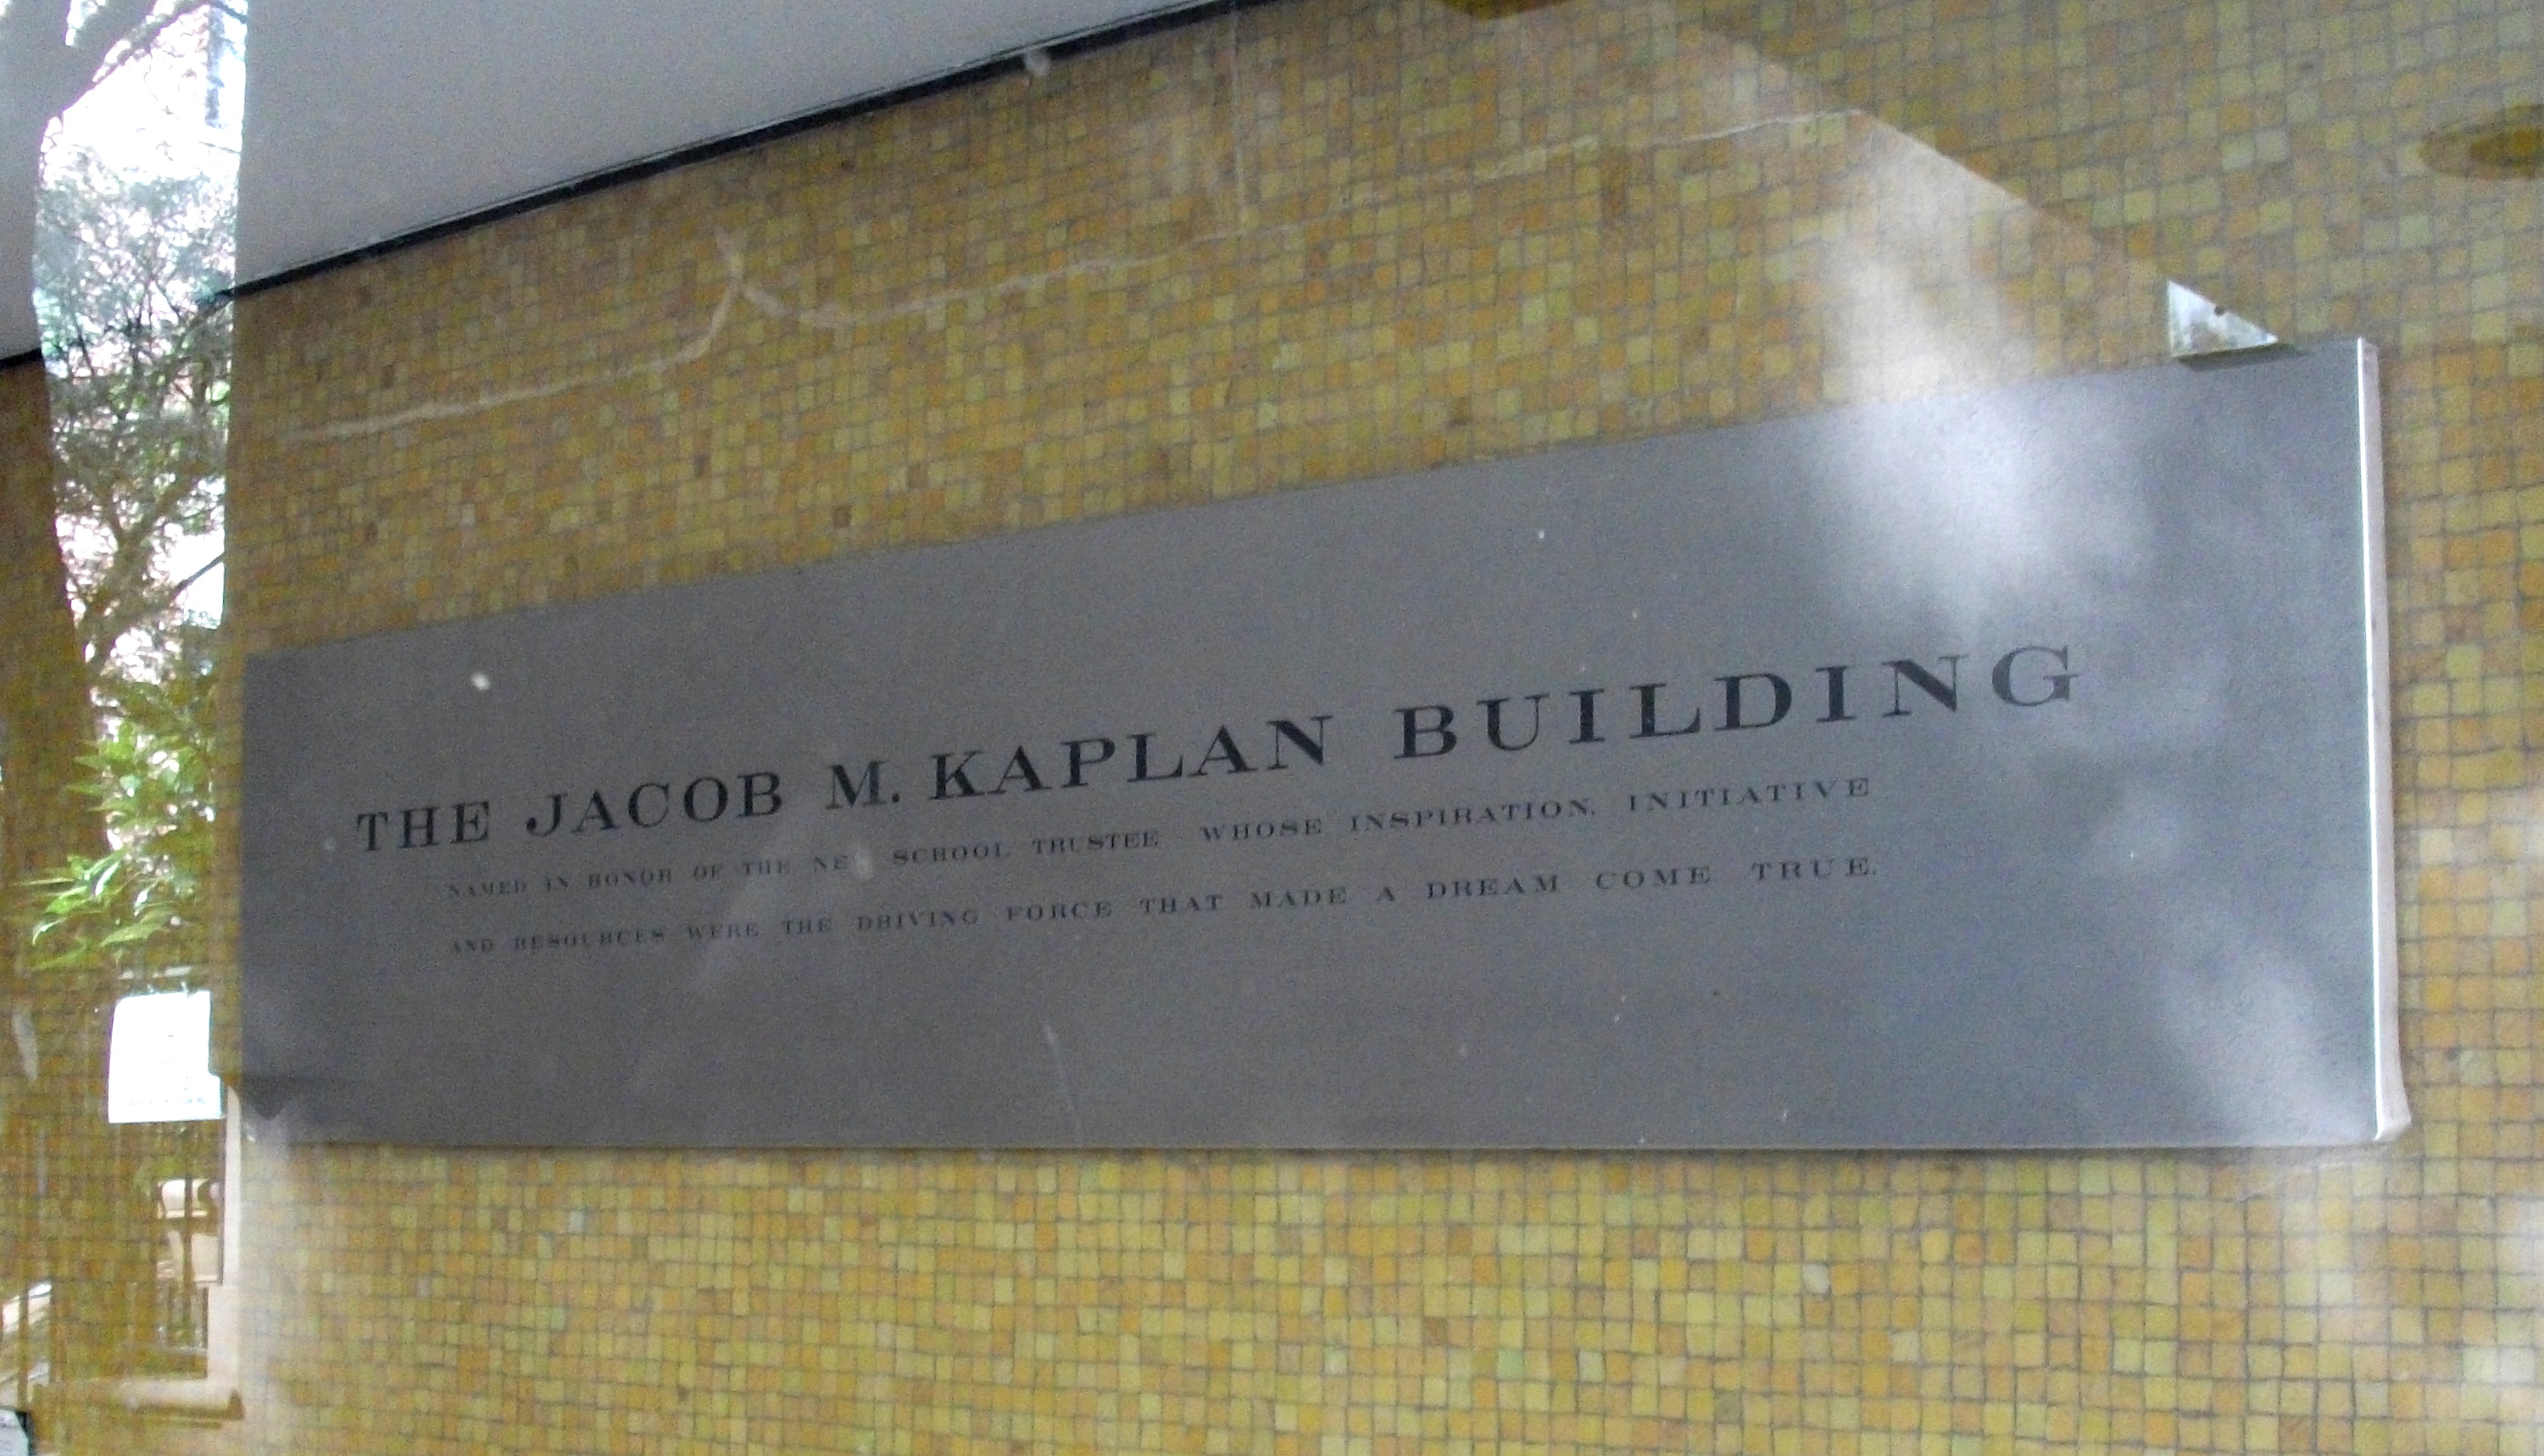 THE JACOB M. KAPLAN BUILDING
NAMED IN HONOR OF THE NEW SCHOOL TRUSTEE WHOSE INSPIRATION, INITIATIVE
AND RESOURCES WERE THE DRIVING FORCE THAT MADE A DREAM COME TRUE.